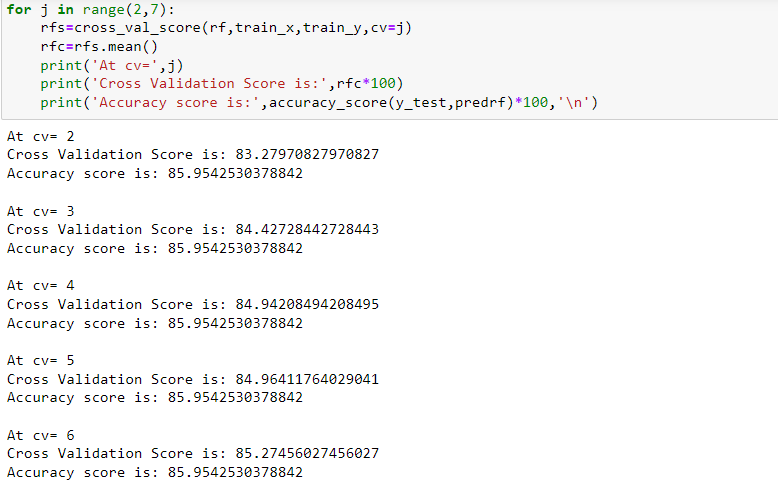 for j in range(2,7):
    rfs=cross_val_score(rf,train_x,train_y,cv=j)
    rfc=rfs.mean()
    print('At cv=',j)
    print('Cross Validation Score is:',rfc*100)
    print('Accuracy score is:',accuracy_score(y_test,predrf)*100,'\n')
At cv= 2
Cross Validation Score is: 83.27970827970827
Accuracy score is: 85.9542530378842
At cv= 3
Cross Validation Score is: 84.42728442728443
Accuracy score is: 85.9542530378842
At cv= 4
Cross Validation Score is: 84.94208494208495
Accuracy score is: 85.9542530378842
At cv= 5
Cross Validation Score is: 84.96411764029041
Accuracy score is: 85.9542530378842
At cv= 6
Cross Validation Score is: 85.27456027456027
Accuracy score is: 85.9542530378842